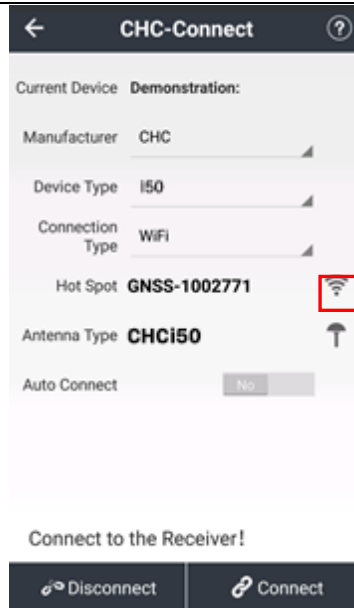 CHC-Connect ?
Current Device Demonstration:
Manufacturer CHC
Device Type i50
Connection Type WiFi
Hot Spot GNSS-1002771
Antenna Type CHCi50
Auto Connect No
Connect to the Receiver!
Disconnect Connect